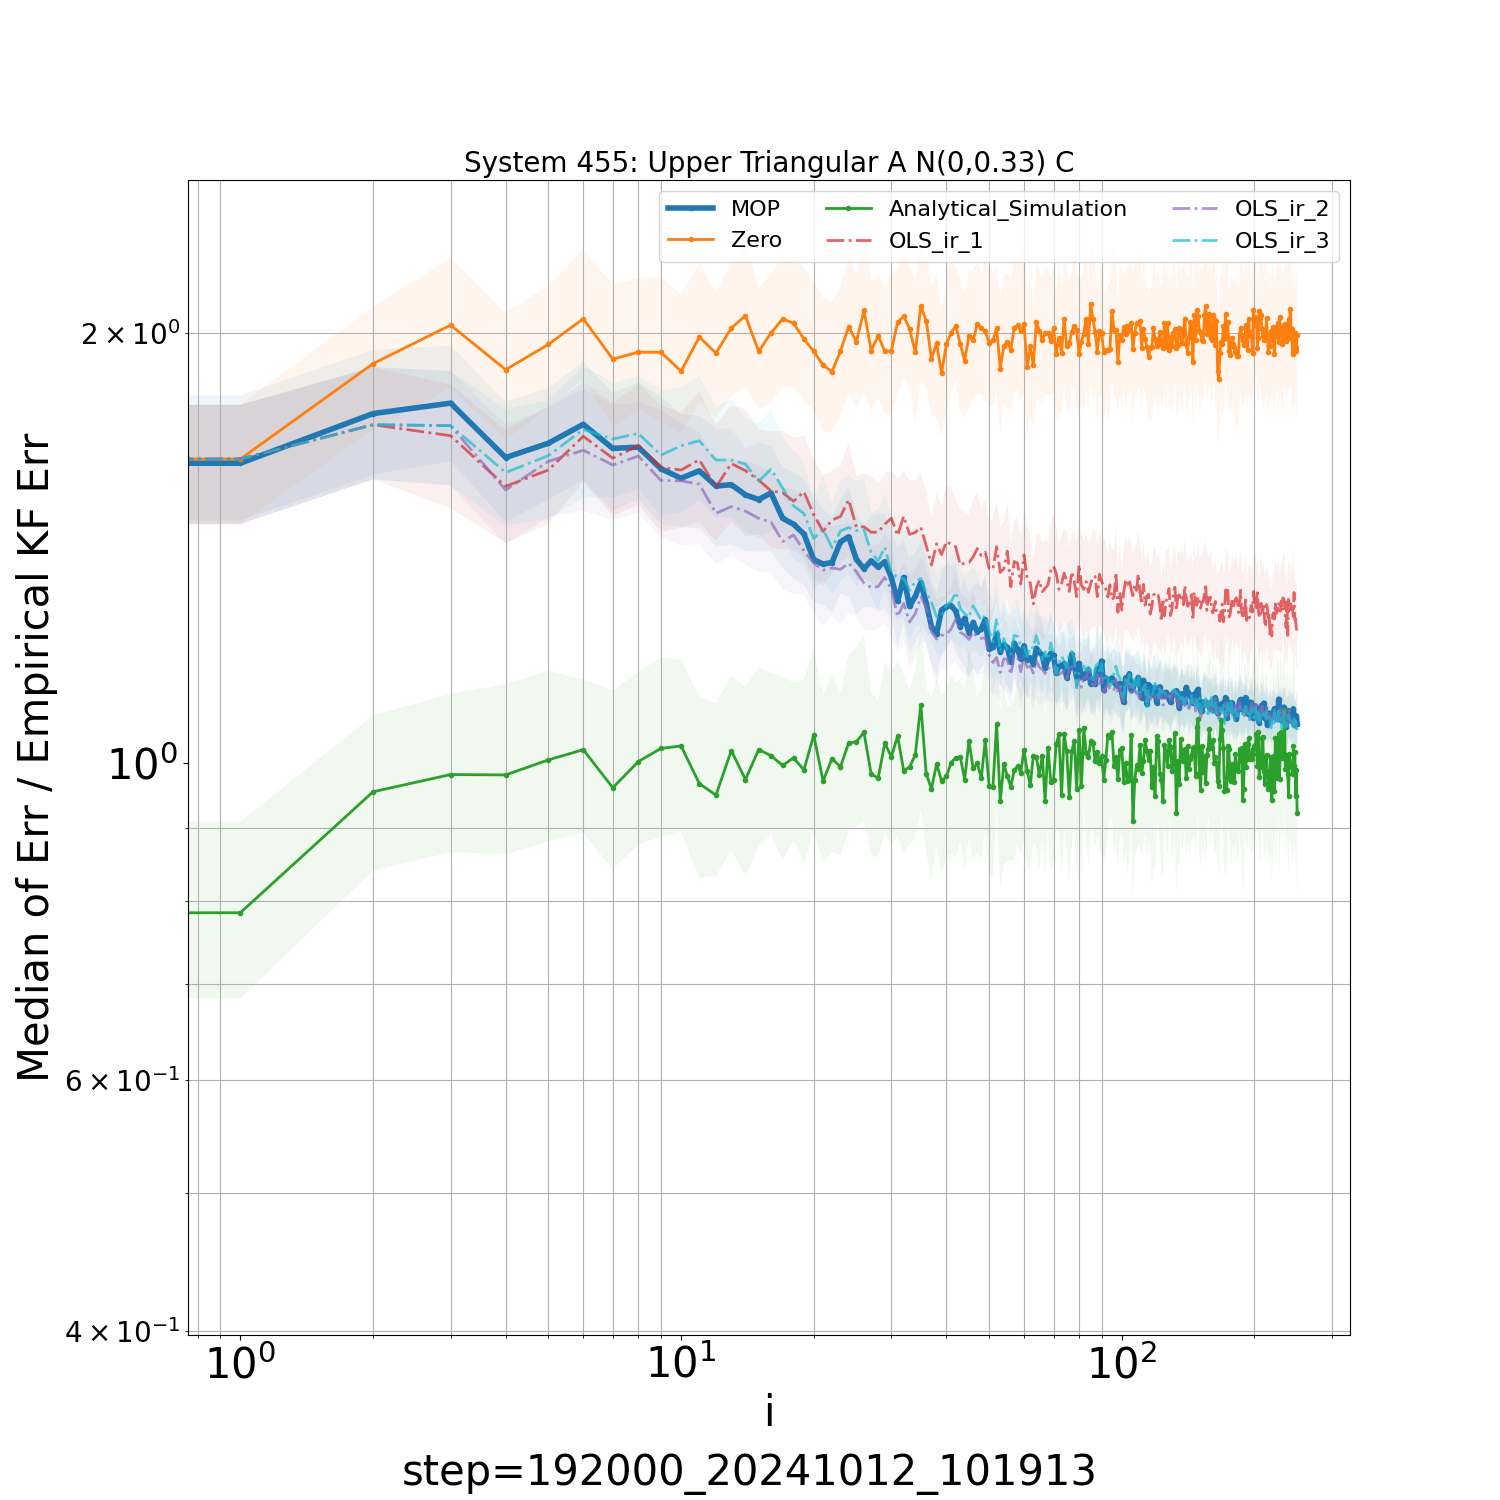 System 455: Upper Triangular A N(0,0.33) C
MOP
Zero
Analytical_Simulation
OLS_ir_1
OLS_ir_2
OLS_ir_3
Median of Err / Empirical KF Err
2 × 10⁰
10⁰
6 × 10⁻¹
4 × 10⁻¹
10⁰ 10¹ 10²
i
step=192000_20241012_101913